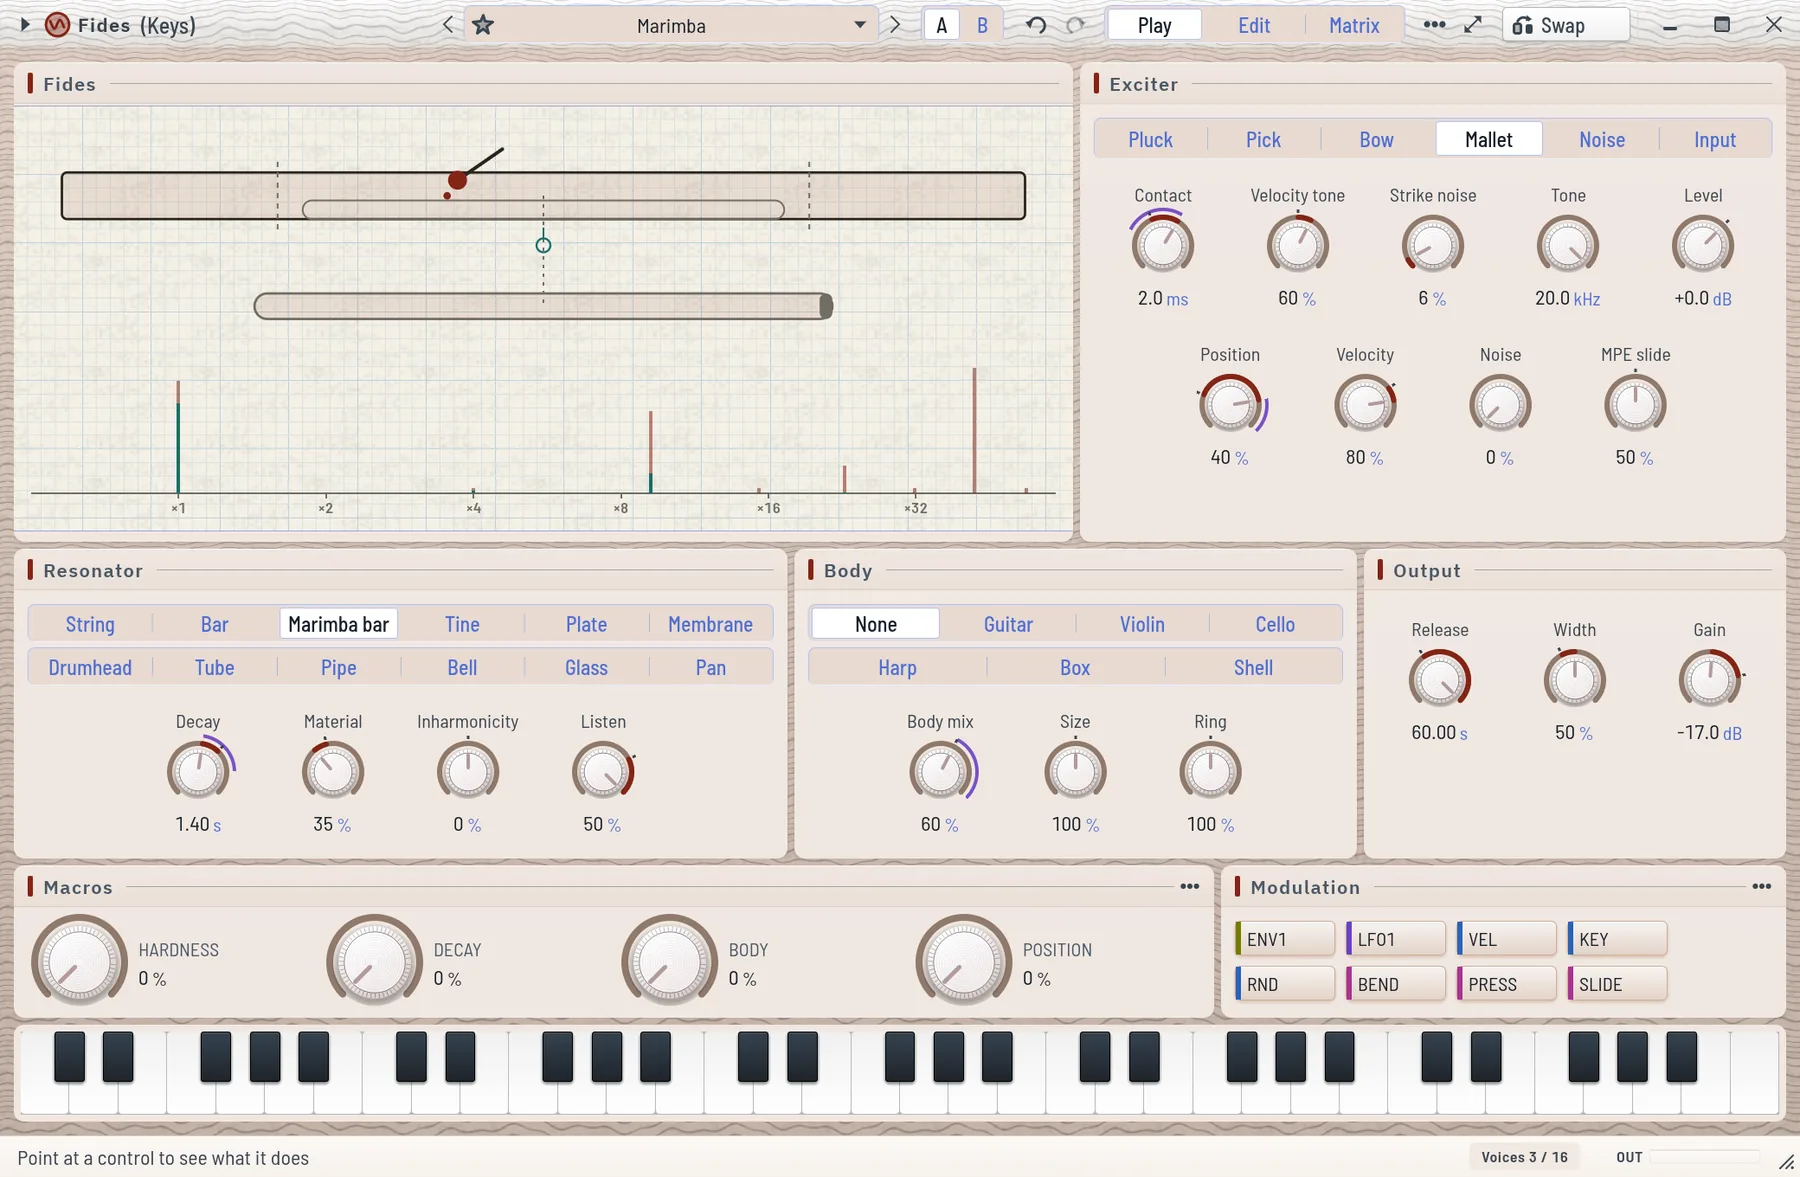 Fides (Keys)
Marimba
A B
Play Edit Matrix
Swap
Fides
×1 ×2 ×4 ×8 ×16 ×32
Exciter
Pluck Pick Bow Mallet Noise Input
Contact Velocity tone Strike noise Tone Level
2.0 ms 60 % 6 % 20.0 kHz +0.0 dB
Position Velocity Noise MPE slide
40 % 80 % 0 % 50 %
Resonator
String Bar Marimba bar Tine Plate Membrane
Drumhead Tube Pipe Bell Glass Pan
Decay Material Inharmonicity Listen
1.40 s 35 % 0 % 50 %
Body
None Guitar Violin Cello
Harp Box Shell
Body mix Size Ring
60 % 100 % 100 %
Output
Release Width Gain
60.00 s 50 % -17.0 dB
Macros
HARDNESS
0 %
DECAY
0 %
BODY
0 %
POSITION
0 %
Modulation
ENV1 LFO1 VEL KEY
RND BEND PRESS SLIDE
Point at a control to see what it does
Voices 3 / 16
OUT